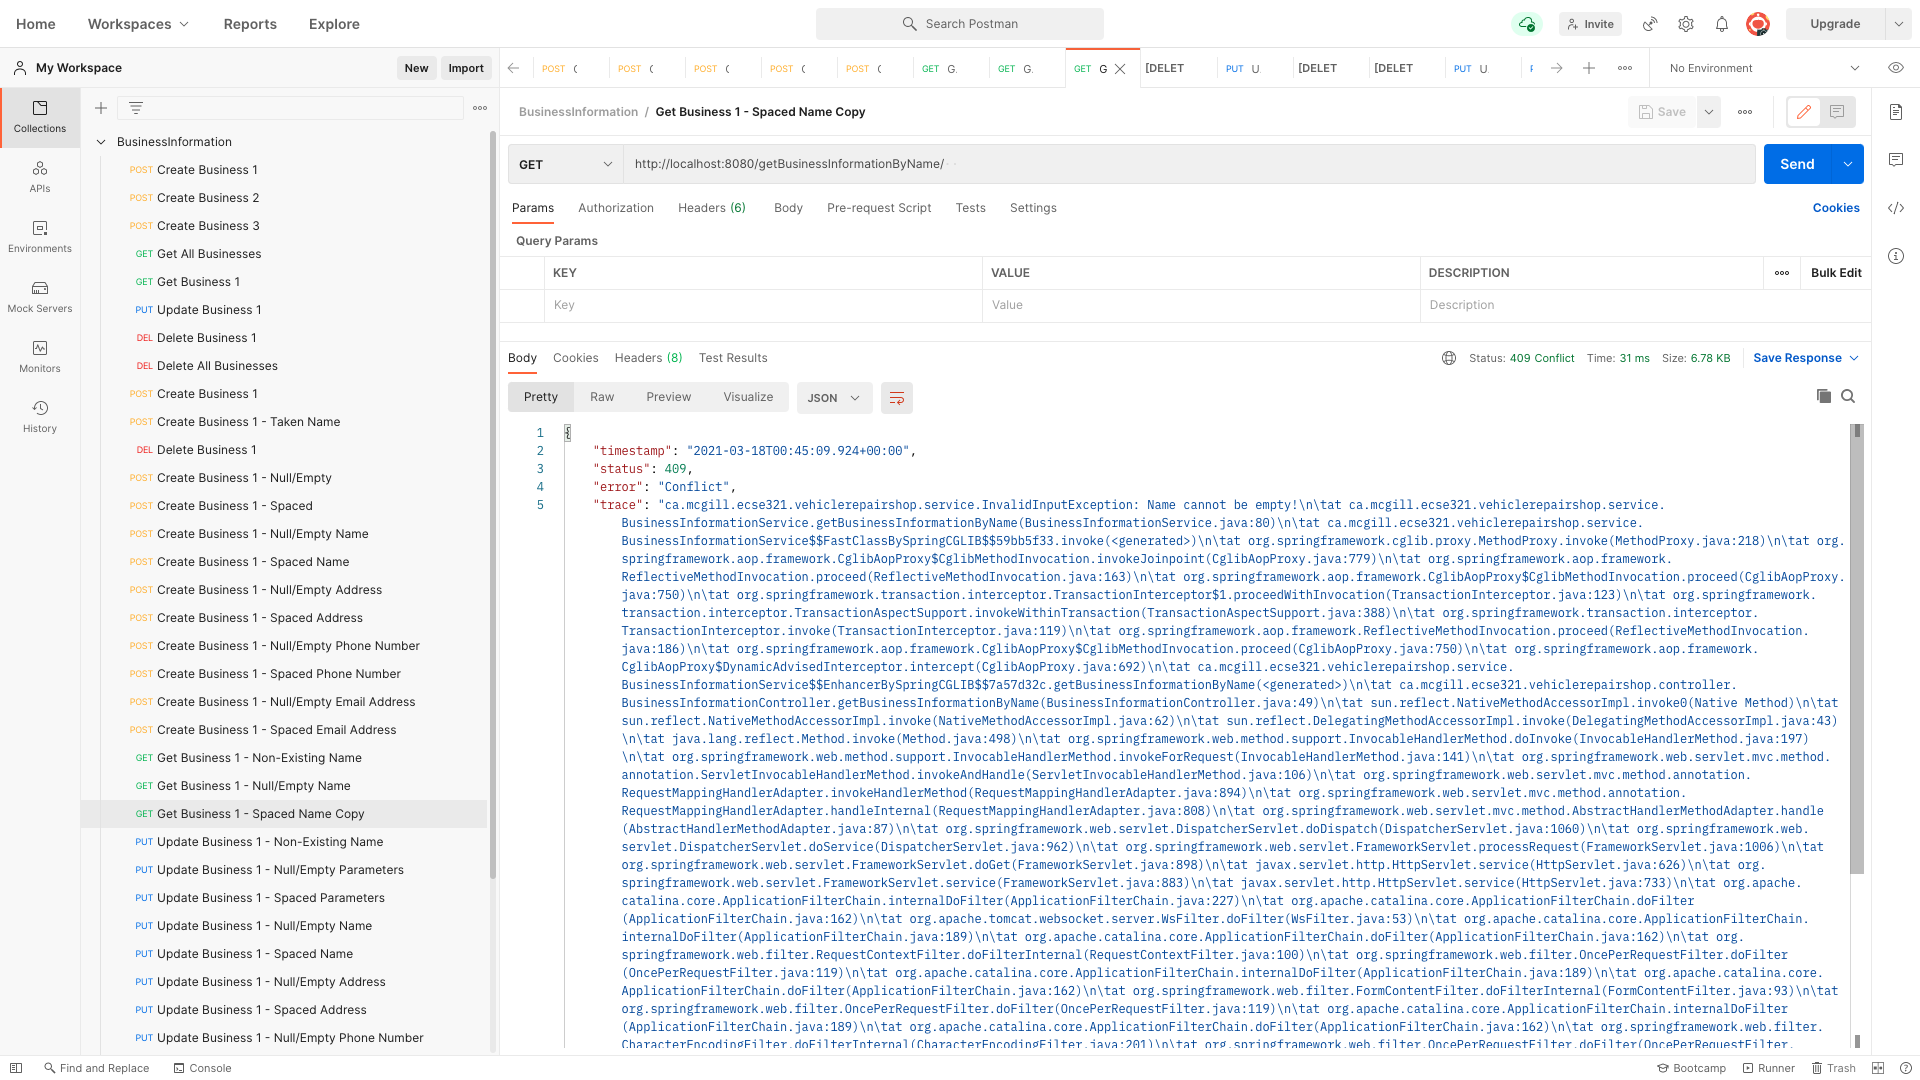 Home
Workspaces
Reports
Explore
Search Postman
Invite
Upgrade
My Workspace
New
Import
POST
POST
POST
POST
POST
GET G
GET G
GET G
[DELET
PUT U
[DELET
[DELET
PUT U
No Environment
Collections
APIs
Environments
Mock Servers
Monitors
History
BusinessInformation
POST Create Business 1
POST Create Business 2
POST Create Business 3
GET Get All Businesses
GET Get Business 1
PUT Update Business 1
DEL Delete Business 1
DEL Delete All Businesses
POST Create Business 1
POST Create Business 1 - Taken Name
DEL Delete Business 1
POST Create Business 1 - Null/Empty
POST Create Business 1 - Spaced
POST Create Business 1 - Null/Empty Name
POST Create Business 1 - Spaced Name
POST Create Business 1 - Null/Empty Address
POST Create Business 1 - Spaced Address
POST Create Business 1 - Null/Empty Phone Number
POST Create Business 1 - Spaced Phone Number
POST Create Business 1 - Null/Empty Email Address
POST Create Business 1 - Spaced Email Address
GET Get Business 1 - Non-Existing Name
GET Get Business 1 - Null/Empty Name
GET Get Business 1 - Spaced Name Copy
PUT Update Business 1 - Non-Existing Name
PUT Update Business 1 - Null/Empty Parameters
PUT Update Business 1 - Spaced Parameters
PUT Update Business 1 - Null/Empty Name
PUT Update Business 1 - Spaced Name
PUT Update Business 1 - Null/Empty Address
PUT Update Business 1 - Spaced Address
PUT Update Business 1 - Null/Empty Phone Number
BusinessInformation / Get Business 1 - Spaced Name Copy
Save
GET
http://localhost:8080/getBusinessInformationByName/
Send
Params
Authorization
Headers (6)
Body
Pre-request Script
Tests
Settings
Cookies
Query Params
KEY
VALUE
DESCRIPTION
Bulk Edit
Key
Value
Description
Body
Cookies
Headers (8)
Test Results
Status: 409 Conflict
Time: 31 ms
Size: 6.78 KB
Save Response
Pretty
Raw
Preview
Visualize
JSON
1 {
2 "timestamp": "2021-03-18T00:45:09.924+00:00",
3 "status": 409,
4 "error": "Conflict",
5 "trace": "ca.mcgill.ecse321.vehiclerepairshop.service.InvalidInputException: Name cannot be empty!\n\tat ca.mcgill.ecse321.vehiclerepairshop.service.
BusinessInformationService.getBusinessInformationByName(BusinessInformationService.java:80)\n\tat ca.mcgill.ecse321.vehiclerepairshop.service.
BusinessInformationService$$FastClassBySpringCGLIB$$59bb5f33.invoke(<generated>)\n\tat org.springframework.cglib.proxy.MethodProxy.invoke(MethodProxy.java:218)\n\tat org.
springframework.aop.framework.CglibAopProxy$CglibMethodInvocation.invokeJoinpoint(CglibAopProxy.java:779)\n\tat org.springframework.aop.framework.
ReflectiveMethodInvocation.proceed(ReflectiveMethodInvocation.java:163)\n\tat org.springframework.aop.framework.CglibAopProxy$CglibMethodInvocation.proceed(CglibAopProxy.
java:750)\n\tat org.springframework.transaction.interceptor.TransactionInterceptor$1.proceedWithInvocation(TransactionInterceptor.java:123)\n\tat org.springframework.
transaction.interceptor.TransactionAspectSupport.invokeWithinTransaction(TransactionAspectSupport.java:388)\n\tat org.springframework.transaction.interceptor.
TransactionInterceptor.invoke(TransactionInterceptor.java:119)\n\tat org.springframework.aop.framework.ReflectiveMethodInvocation.proceed(ReflectiveMethodInvocation.
java:186)\n\tat org.springframework.aop.framework.CglibAopProxy$CglibMethodInvocation.proceed(CglibAopProxy.java:750)\n\tat org.springframework.aop.framework.
CglibAopProxy$DynamicAdvisedInterceptor.intercept(CglibAopProxy.java:692)\n\tat ca.mcgill.ecse321.vehiclerepairshop.service.
BusinessInformationService$$EnhancerBySpringCGLIB$$7a57d32c.getBusinessInformationByName(<generated>)\n\tat ca.mcgill.ecse321.vehiclerepairshop.controller.
BusinessInformationController.getBusinessInformationByName(BusinessInformationController.java:49)\n\tat sun.reflect.NativeMethodAccessorImpl.invoke0(Native Method)\n\tat
sun.reflect.NativeMethodAccessorImpl.invoke(NativeMethodAccessorImpl.java:62)\n\tat sun.reflect.DelegatingMethodAccessorImpl.invoke(DelegatingMethodAccessorImpl.java:43)
\n\tat java.lang.reflect.Method.invoke(Method.java:498)\n\tat org.springframework.web.method.support.InvocableHandlerMethod.doInvoke(InvocableHandlerMethod.java:197)
\n\tat org.springframework.web.method.support.InvocableHandlerMethod.invokeForRequest(InvocableHandlerMethod.java:141)\n\tat org.springframework.web.servlet.mvc.method.
annotation.ServletInvocableHandlerMethod.invokeAndHandle(ServletInvocableHandlerMethod.java:106)\n\tat org.springframework.web.servlet.mvc.method.annotation.
RequestMappingHandlerAdapter.invokeHandlerMethod(RequestMappingHandlerAdapter.java:894)\n\tat org.springframework.web.servlet.mvc.method.annotation.
RequestMappingHandlerAdapter.handleInternal(RequestMappingHandlerAdapter.java:808)\n\tat org.springframework.web.servlet.mvc.method.AbstractHandlerMethodAdapter.handle
(AbstractHandlerMethodAdapter.java:87)\n\tat org.springframework.web.servlet.DispatcherServlet.doDispatch(DispatcherServlet.java:1060)\n\tat org.springframework.web.
servlet.DispatcherServlet.doService(DispatcherServlet.java:962)\n\tat org.springframework.web.servlet.FrameworkServlet.processRequest(FrameworkServlet.java:1006)\n\tat
org.springframework.web.servlet.FrameworkServlet.doGet(FrameworkServlet.java:898)\n\tat javax.servlet.http.HttpServlet.service(HttpServlet.java:626)\n\tat org.
springframework.web.servlet.FrameworkServlet.service(FrameworkServlet.java:883)\n\tat javax.servlet.http.HttpServlet.service(HttpServlet.java:733)\n\tat org.apache.
catalina.core.ApplicationFilterChain.internalDoFilter(ApplicationFilterChain.java:227)\n\tat org.apache.catalina.core.ApplicationFilterChain.doFilter
(ApplicationFilterChain.java:162)\n\tat org.apache.tomcat.websocket.server.WsFilter.doFilter(WsFilter.java:53)\n\tat org.apache.catalina.core.ApplicationFilterChain.
internalDoFilter(ApplicationFilterChain.java:189)\n\tat org.apache.catalina.core.ApplicationFilterChain.doFilter(ApplicationFilterChain.java:162)\n\tat org.
springframework.web.filter.RequestContextFilter.doFilterInternal(RequestContextFilter.java:100)\n\tat org.springframework.web.filter.OncePerRequestFilter.doFilter
(OncePerRequestFilter.java:119)\n\tat org.apache.catalina.core.ApplicationFilterChain.internalDoFilter(ApplicationFilterChain.java:189)\n\tat org.apache.catalina.core.
ApplicationFilterChain.doFilter(ApplicationFilterChain.java:162)\n\tat org.springframework.web.filter.FormContentFilter.doFilterInternal(FormContentFilter.java:93)\n\tat
org.springframework.web.filter.OncePerRequestFilter.doFilter(OncePerRequestFilter.java:119)\n\tat org.apache.catalina.core.ApplicationFilterChain.internalDoFilter
(ApplicationFilterChain.java:189)\n\tat org.apache.catalina.core.ApplicationFilterChain.doFilter(ApplicationFilterChain.java:162)\n\tat org.springframework.web.filter.
CharacterEncodingFilter.doFilterInternal(CharacterEncodingFilter.java:201)\n\tat org.springframework.web.filter.OncePerRequestFilter.doFilter(OncePerRequestFilter.
Find and Replace
Console
Bootcamp
Runner
Trash